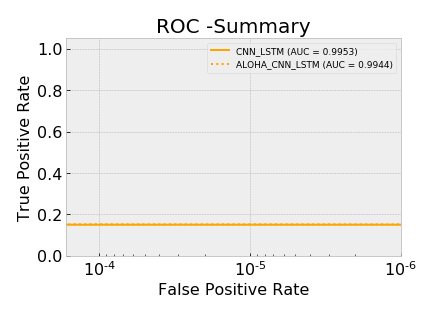 ROC -Summary
CNN_LSTM (AUC = 0.9953)
ALOHA_CNN_LSTM (AUC = 0.9944)
True Positive Rate
1.0
0.8
0.6
0.4
0.2
0.0
10^-4 10^-5 10^-6
False Positive Rate